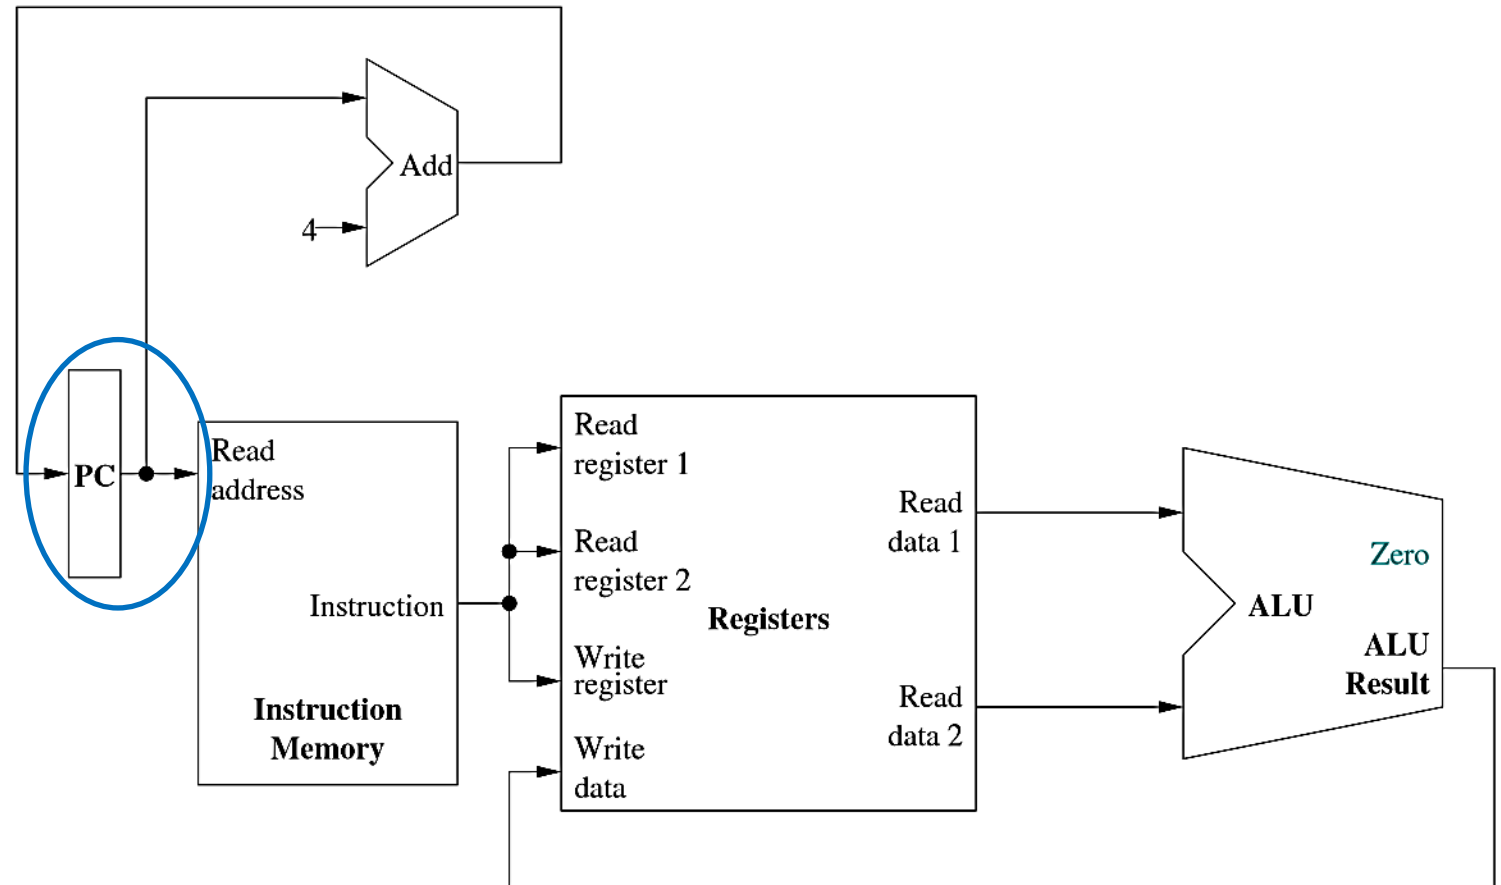 Add
4
PC
Read
address
Instruction
Instruction
Memory
Read
register 1
Read
register 2
Write
register
Write
data
Registers
Read
data 1
Read
data 2
Zero
ALU
ALU
Result